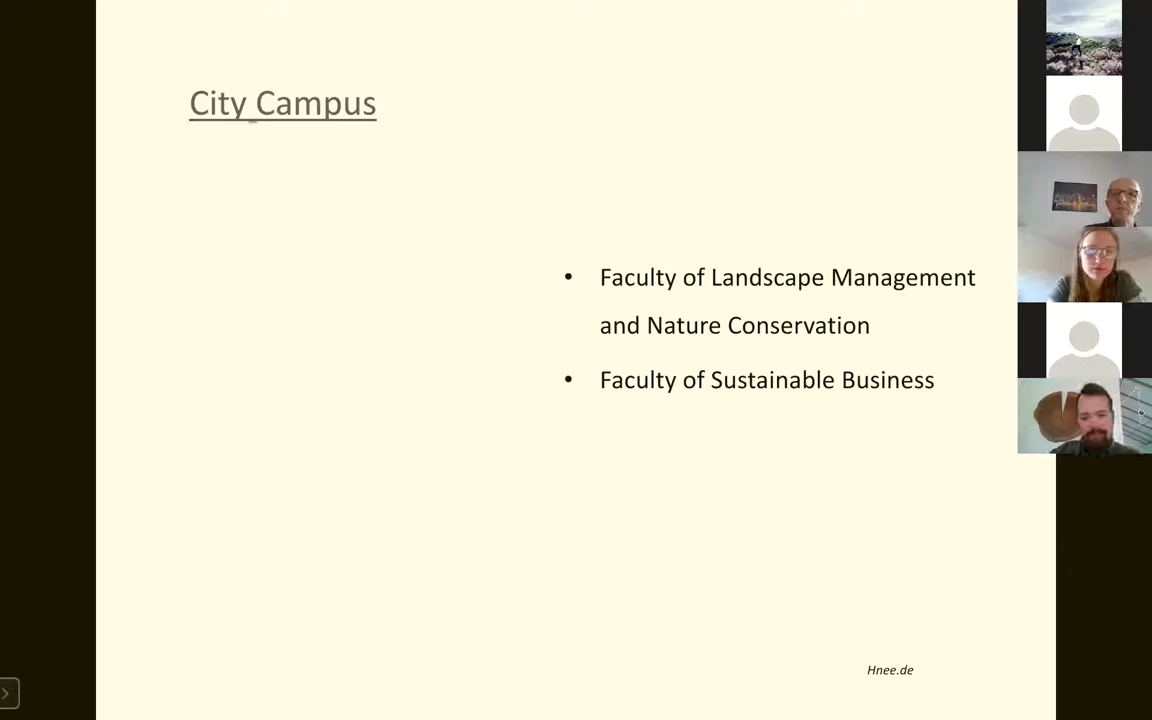 City Campus
• Faculty of Landscape Management
and Nature Conservation
• Faculty of Sustainable Business
Hnee.de